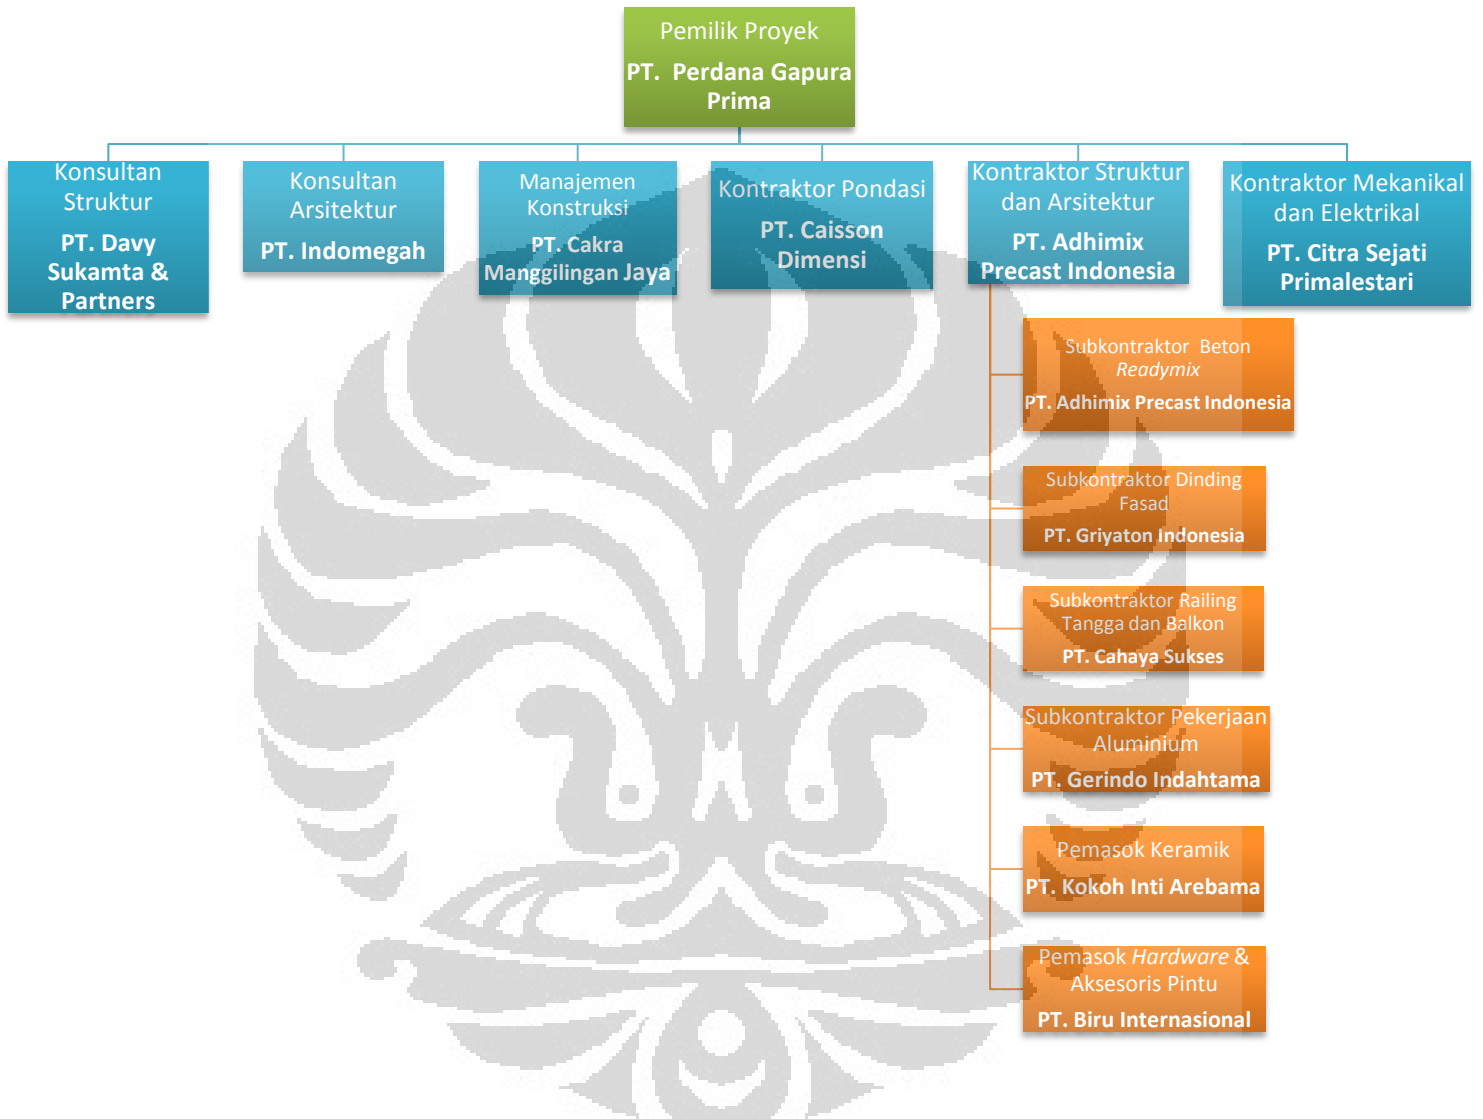 Pemilik Proyek
PT. Perdana Gapura
Prima
Konsultan
Struktur
PT. Davy
Sukamta &
Partners
Konsultan
Arsitektur
PT. Indomegah
Manajemen
Konstruksi
PT. Cakra
Manggilingan Jaya
Kontraktor Pondasi
PT. Caisson
Dimensi
Kontraktor Struktur
dan Arsitektur
PT. Adhimix
Precast Indonesia
Kontraktor Mekanikal
dan Elektrikal
PT. Citra Sejati
Primalestari
Subkontraktor Beton
Readymix
PT. Adhimix Precast Indonesia
Subkontraktor Dinding
Fasad
PT. Griyaton Indonesia
Subkontraktor Railing
Tangga dan Balkon
PT. Cahaya Sukses
Subkontraktor Pekerjaan
Aluminium
PT. Gerindo Indahtama
Pemasok Keramik
PT. Kokoh Inti Arebama
Pemasok Hardware &
Aksesoris Pintu
PT. Biru Internasional